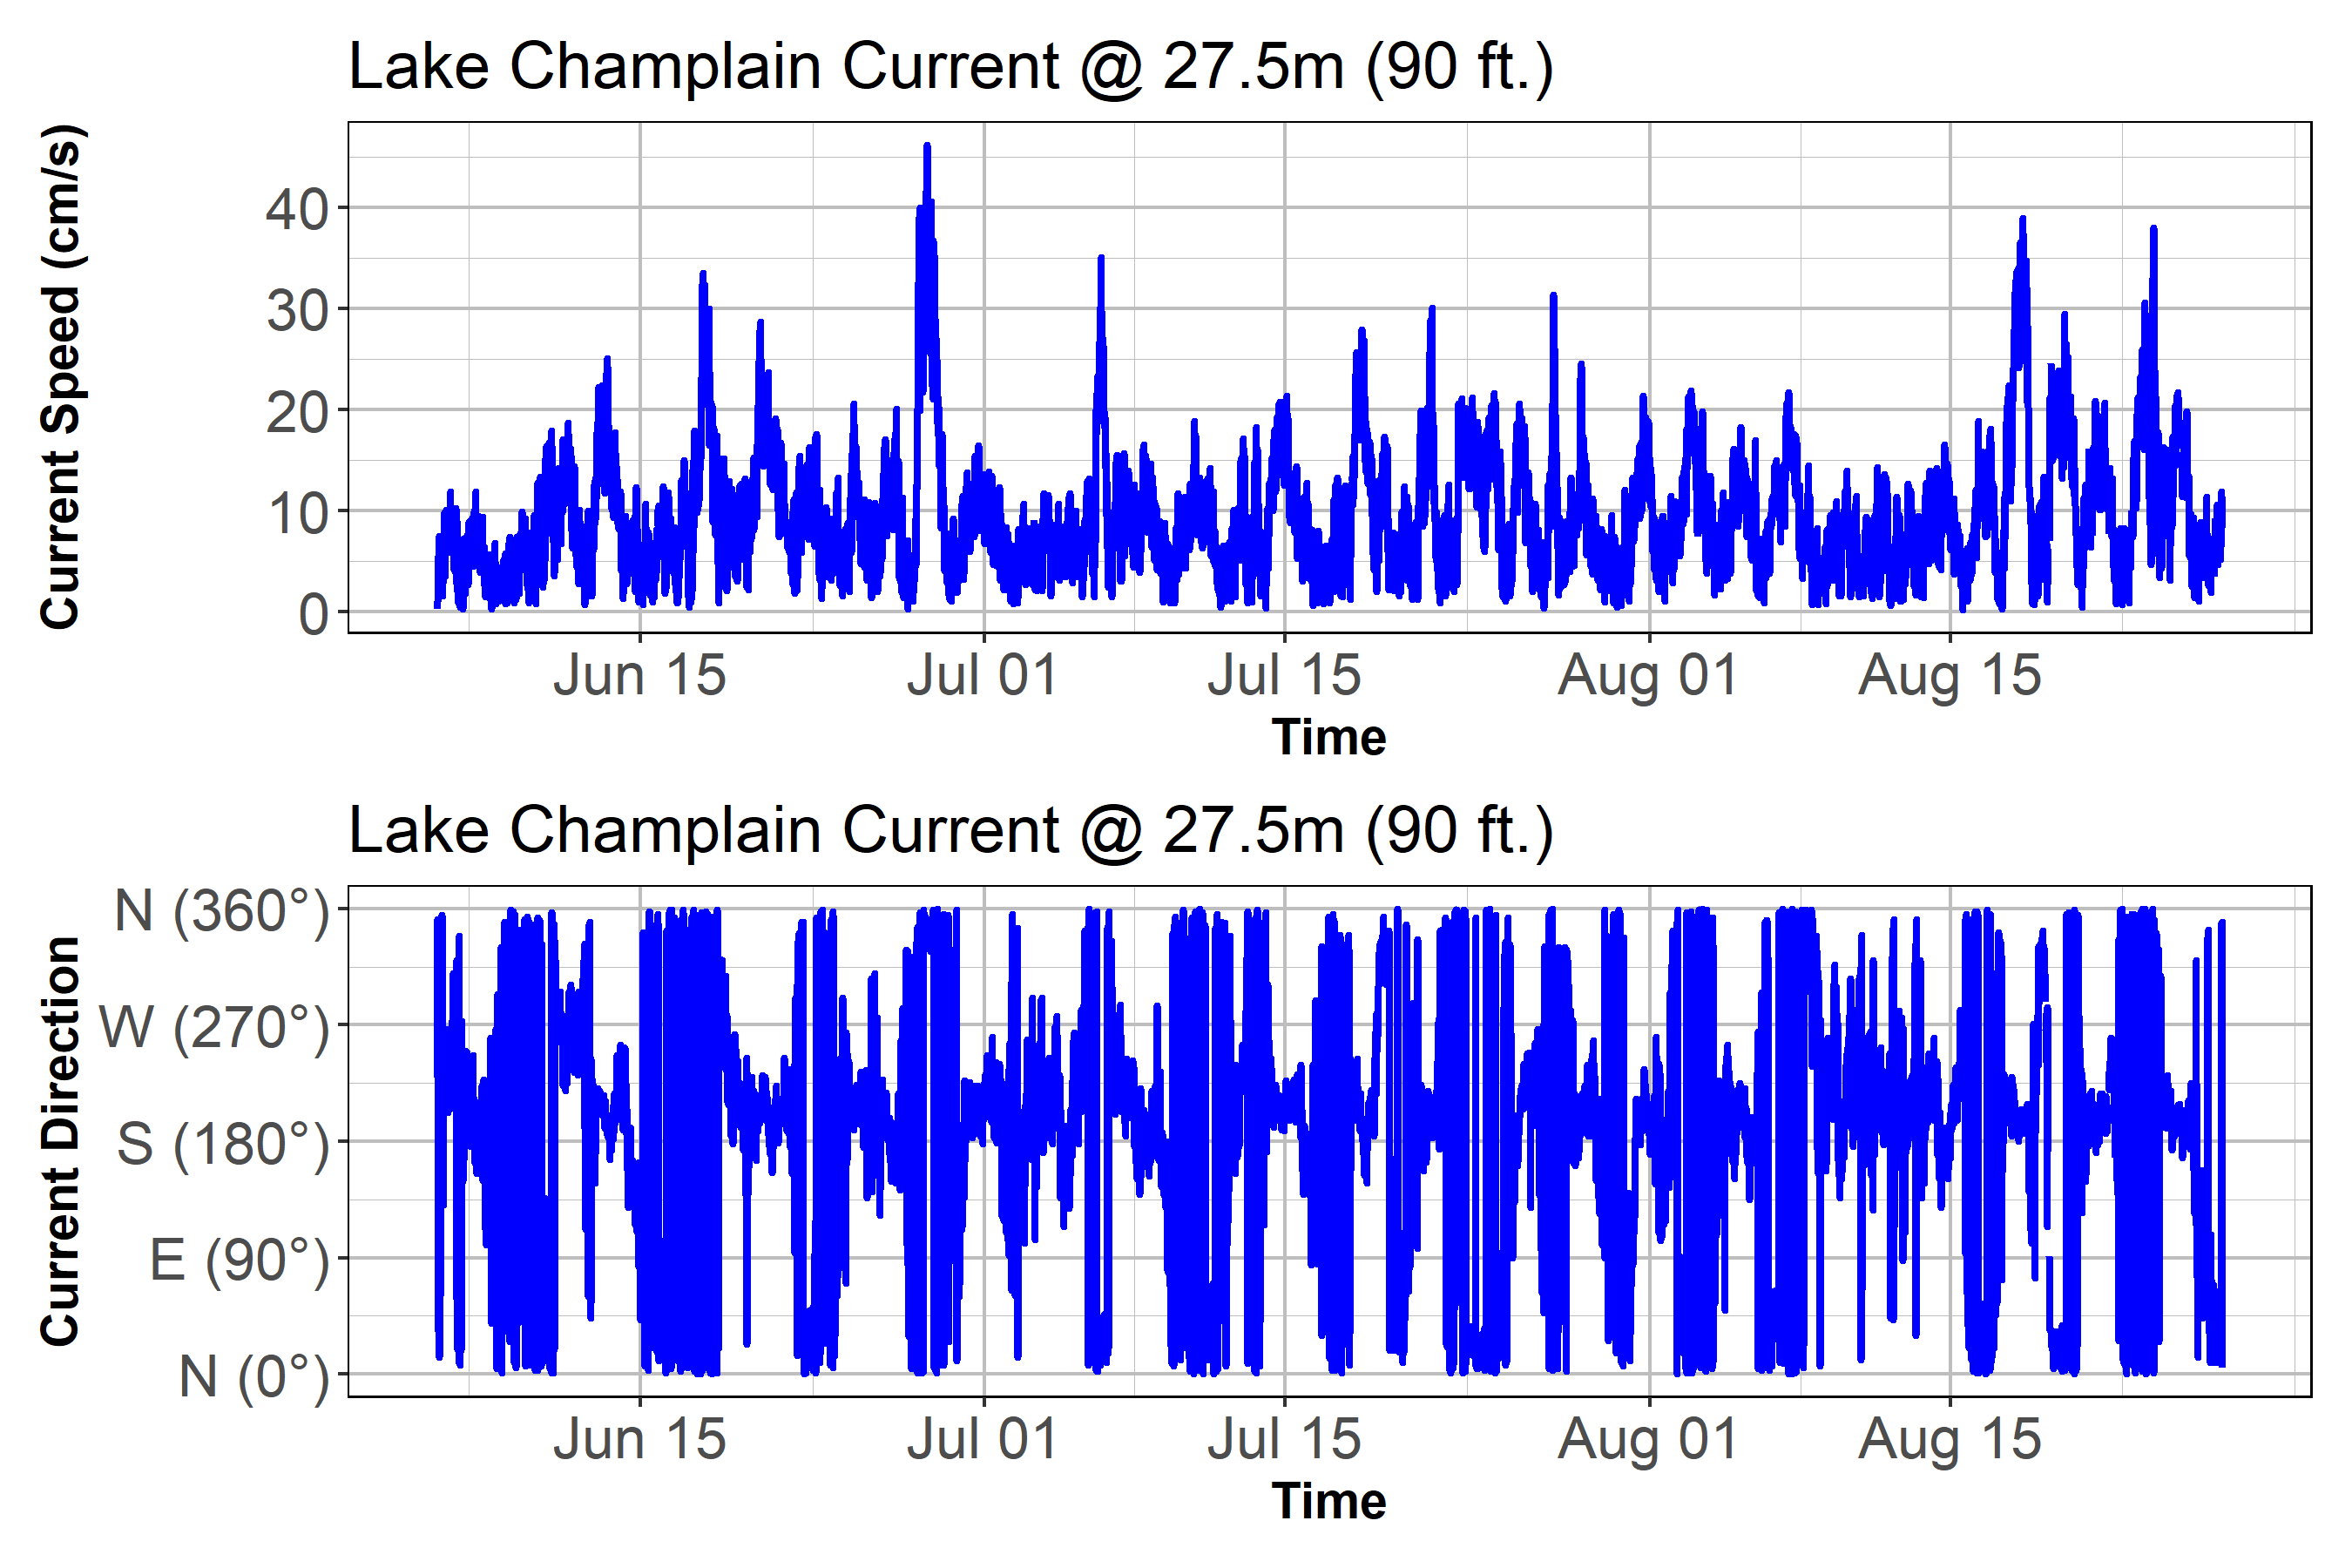 Lake Champlain Current @ 27.5m (90 ft.)
Current Speed (cm/s)
40
30
20
10
0
Jun 15 Jul 01 Jul 15 Aug 01 Aug 15
Time
Lake Champlain Current @ 27.5m (90 ft.)
Current Direction
N (360°)
W (270°)
S (180°)
E (90°)
N (0°)
Jun 15 Jul 01 Jul 15 Aug 01 Aug 15
Time